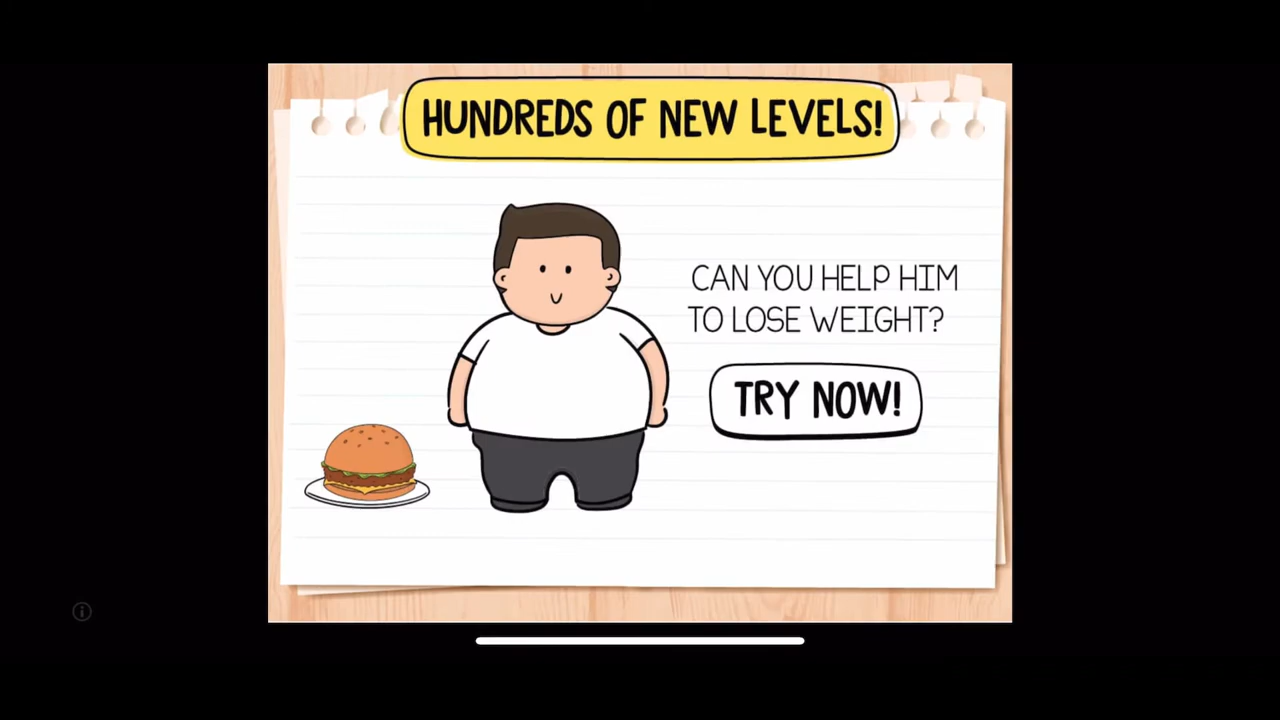 HUNDREDS OF NEW LEVELS!
CAN YOU HELP HIM
TO LOSE WEIGHT?
TRY NOW!